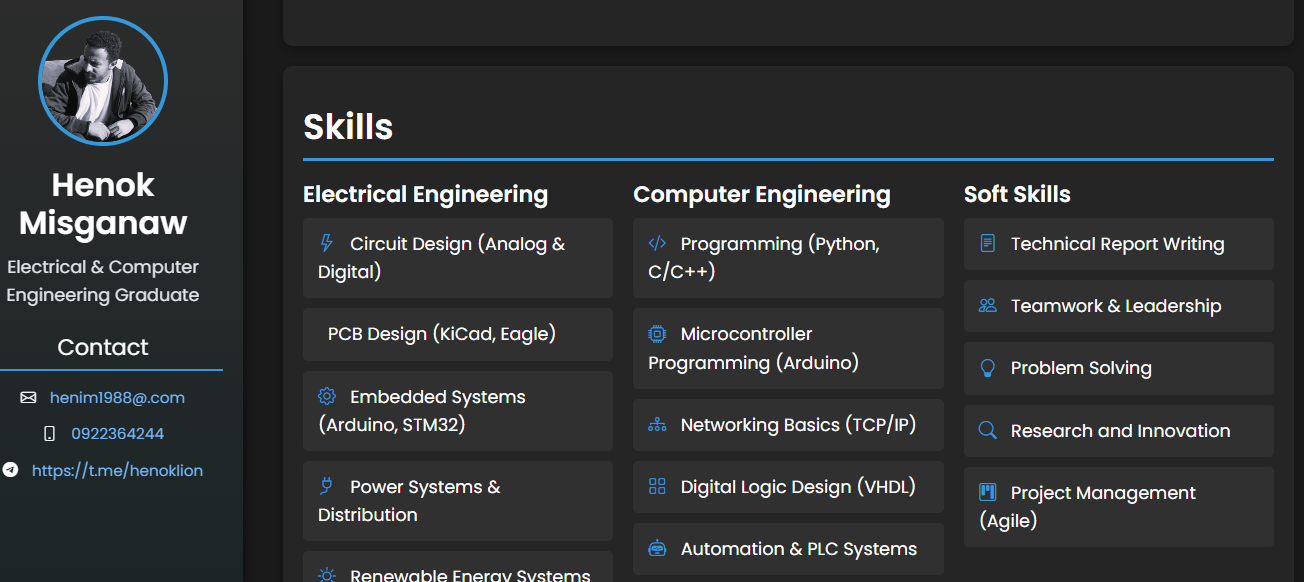 Henok
Misganaw
Electrical & Computer
Engineering Graduate
Contact
henim1988@.com
0922364244
https://t.me/henoklion
Skills
Electrical Engineering
Circuit Design (Analog &
Digital)
PCB Design (KiCad, Eagle)
Embedded Systems
(Arduino, STM32)
Power Systems &
Distribution
Renewable Energy Systems
Computer Engineering
Programming (Python,
C/C++)
Microcontroller
Programming (Arduino)
Networking Basics (TCP/IP)
Digital Logic Design (VHDL)
Automation & PLC Systems
Soft Skills
Technical Report Writing
Teamwork & Leadership
Problem Solving
Research and Innovation
Project Management
(Agile)